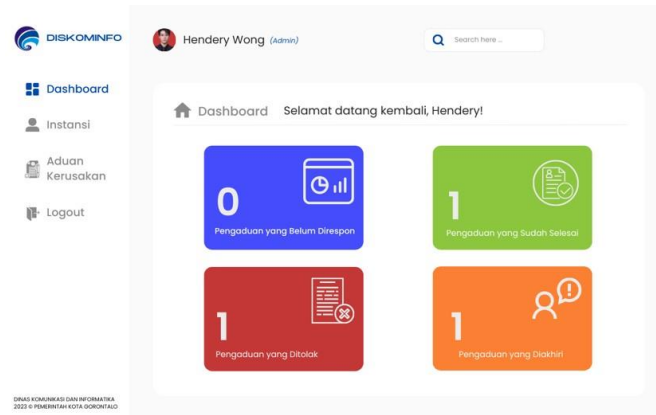 DISKOMINFO
Hendery Wong (Admin)
Search here ...
Dashboard
Instansi
Aduan
Kerusakan
Logout
Dashboard Selamat datang kembali, Hendery!
0
Pengaduan yang Belum Direspon
1
Pengaduan yang Sudah Selesai
1
Pengaduan yang Ditolak
1
Pengaduan yang Diakhiri
DINAS KOMUNIKASI DAN INFORMATIKA
2023 © PEMERINTAH KOTA GORONTALO